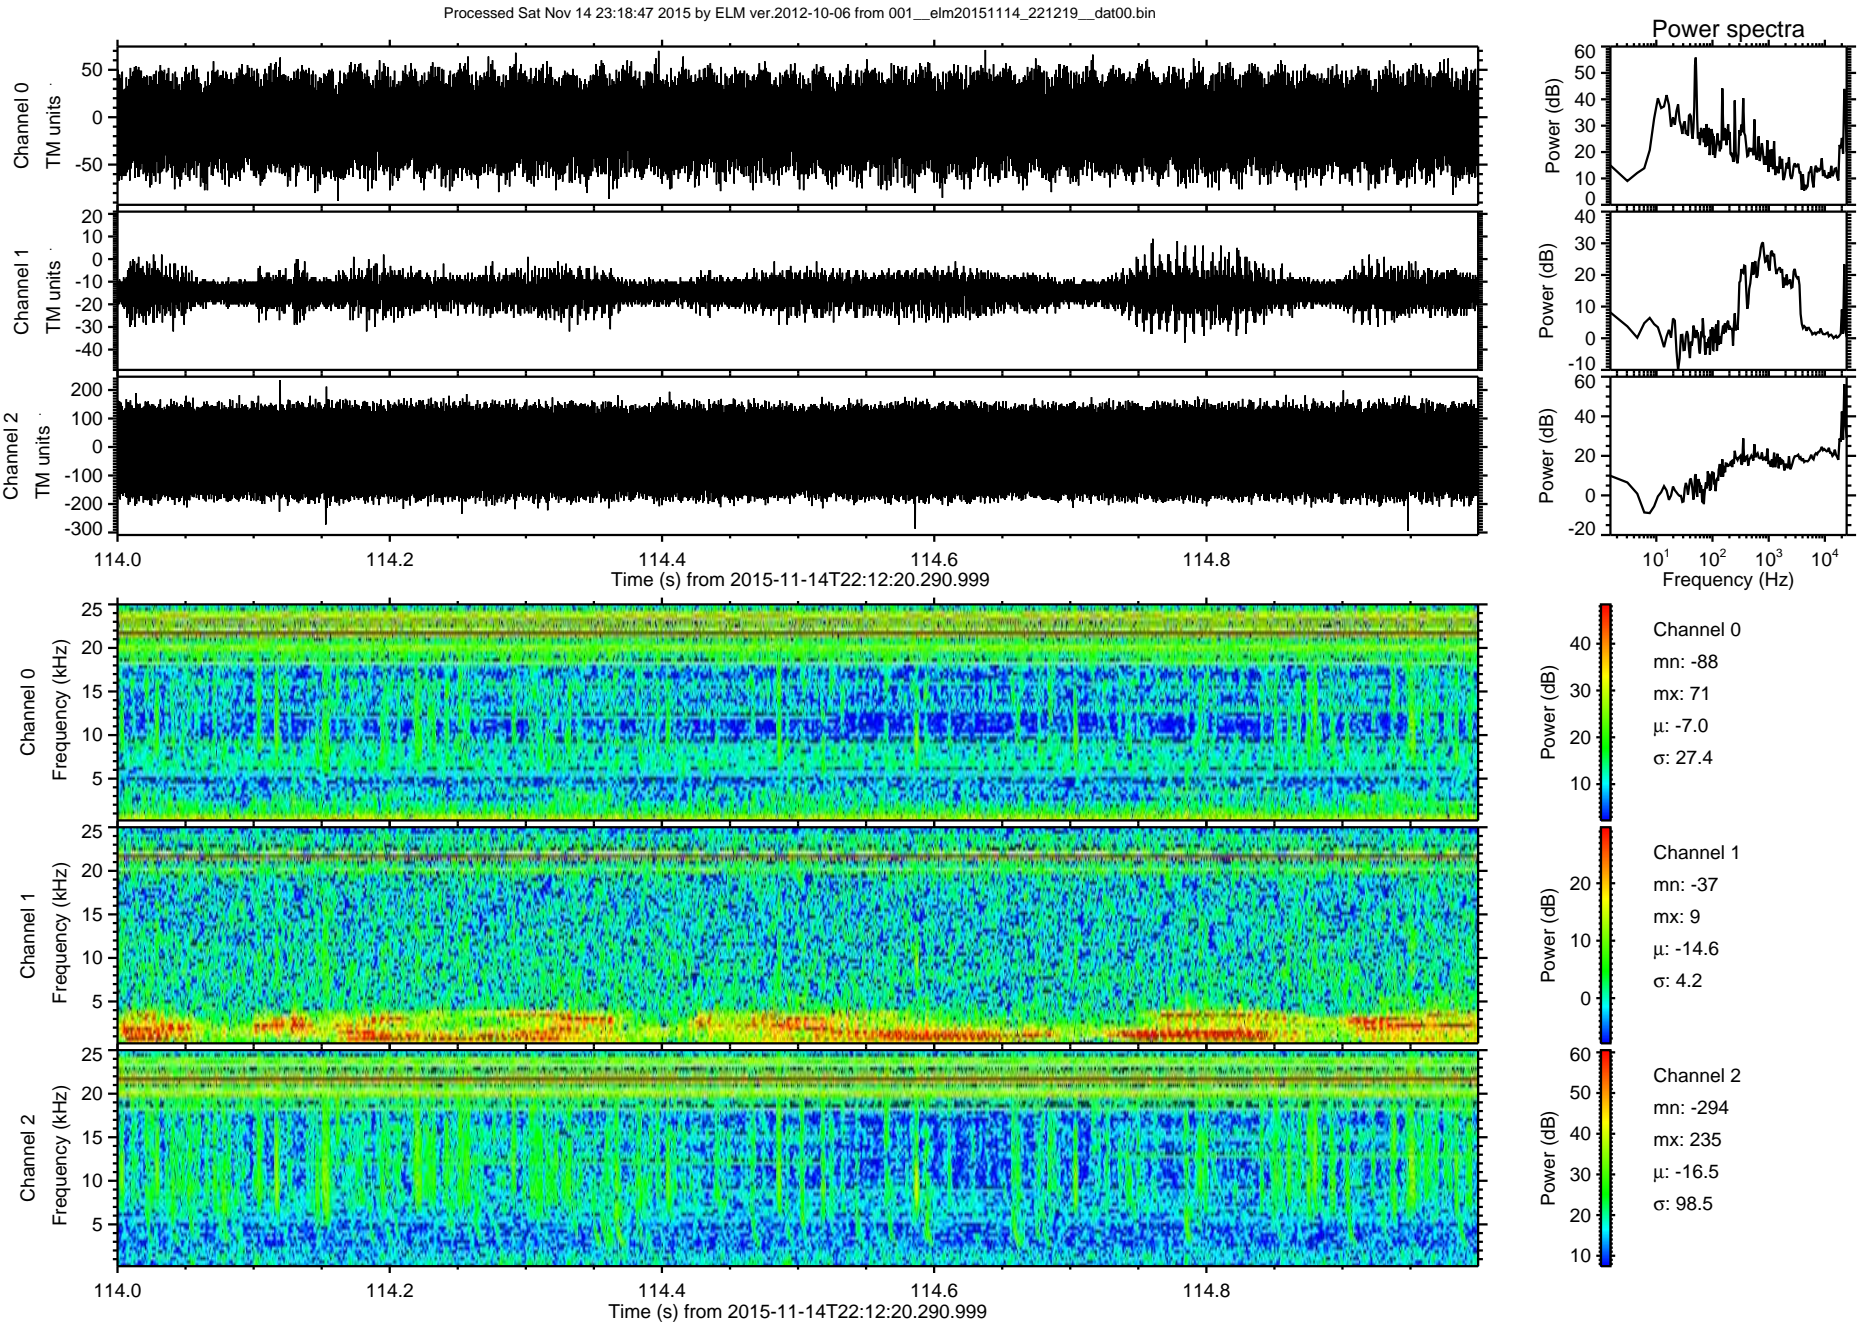 Processed Sat Nov 14 23:18:47 2015 by ELM ver.2012-10-06 from 001__elm20151114_221219__dat00.bin
Power spectra
Channel 0
TM units
50
0
-50
Power (dB)
60
50
40
30
20
10
0
Channel 1
TM units
20
10
0
-10
-20
-30
-40
Power (dB)
40
30
20
10
0
-10
Channel 2
TM units
200
100
0
-100
-200
-300
Power (dB)
60
40
20
0
-20
114.0 114.2 114.4 114.6 114.8
Time (s) from 2015-11-14T22:12:20.290.999
10¹ 10² 10³ 10⁴
Frequency (Hz)
Channel 0
Frequency (kHz)
25
20
15
10
5
Power (dB)
40
30
20
10
Channel 0
mn: -88
mx: 71
μ: -7.0
σ: 27.4
Channel 1
Frequency (kHz)
25
20
15
10
5
Power (dB)
20
10
0
Channel 1
mn: -37
mx: 9
μ: -14.6
σ: 4.2
Channel 2
Frequency (kHz)
25
20
15
10
5
Power (dB)
60
50
40
30
20
10
Channel 2
mn: -294
mx: 235
μ: -16.5
σ: 98.5
114.0 114.2 114.4 114.6 114.8
Time (s) from 2015-11-14T22:12:20.290.999